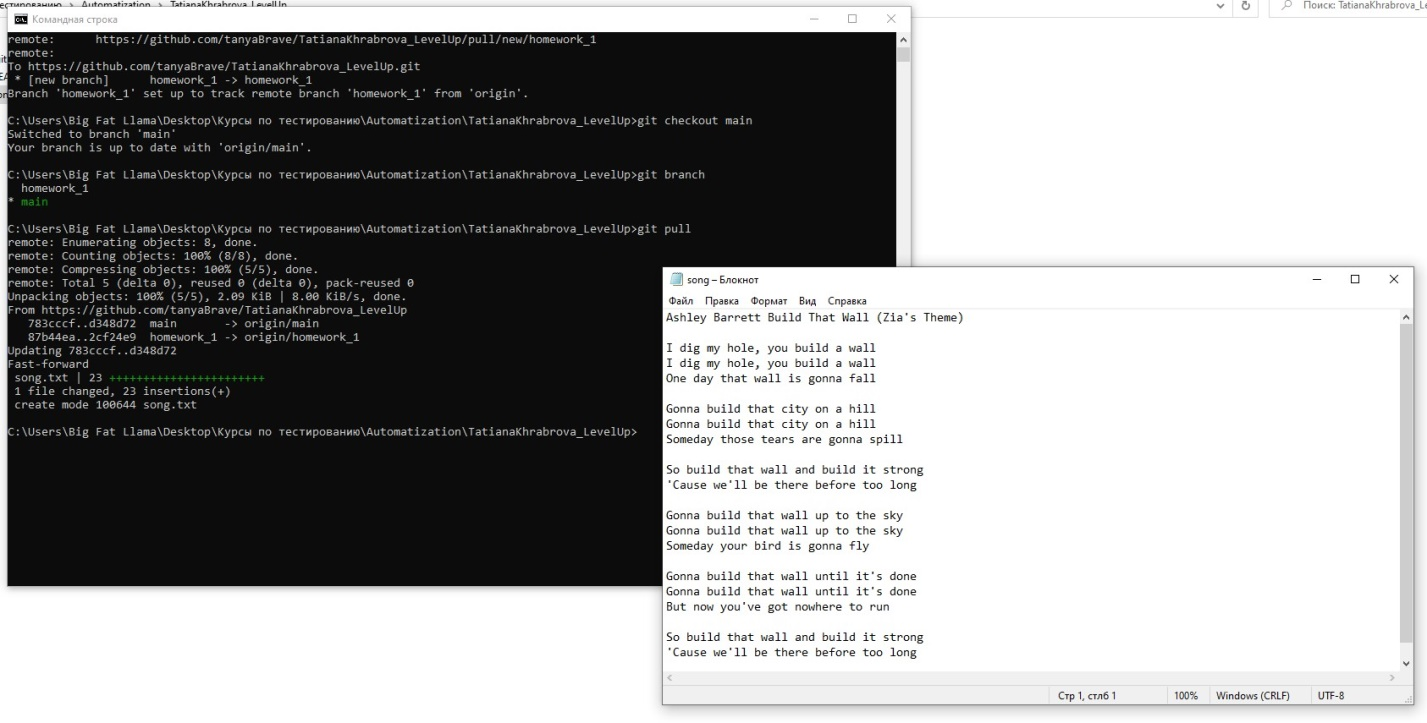 Automatization > TatianaKhrabrova_LevelUp
Поиск: TatianaKhrabrova_Le
Командная строка
remote:      https://github.com/tanyaBrave/TatianaKhrabrova_LevelUp/pull/new/homework_1
remote:
To https://github.com/tanyaBrave/TatianaKhrabrova_LevelUp.git
 * [new branch]      homework_1 -> homework_1
Branch 'homework_1' set up to track remote branch 'homework_1' from 'origin'.
C:\Users\Big Fat Llama\Desktop\Курсы по тестированию\Automatization\TatianaKhrabrova_LevelUp>git checkout main
Switched to branch 'main'
Your branch is up to date with 'origin/main'.
C:\Users\Big Fat Llama\Desktop\Курсы по тестированию\Automatization\TatianaKhrabrova_LevelUp>git branch
  homework_1
* main
C:\Users\Big Fat Llama\Desktop\Курсы по тестированию\Automatization\TatianaKhrabrova_LevelUp>git pull
remote: Enumerating objects: 8, done.
remote: Counting objects: 100% (8/8), done.
remote: Compressing objects: 100% (5/5), done.
remote: Total 5 (delta 0), reused 0 (delta 0), pack-reused 0
Unpacking objects: 100% (5/5), 2.09 KiB | 8.00 KiB/s, done.
From https://github.com/tanyaBrave/TatianaKhrabrova_LevelUp
   783cccf..d348d72  main       -> origin/main
   87b44ea..2cf24e9  homework_1 -> origin/homework_1
Updating 783cccf..d348d72
Fast-forward
 song.txt | 23 +++++++++++++++++++++++
 1 file changed, 23 insertions(+)
 create mode 100644 song.txt
C:\Users\Big Fat Llama\Desktop\Курсы по тестированию\Automatization\TatianaKhrabrova_LevelUp>
song – Блокнот
Файл Правка Формат Вид Справка
Ashley Barrett Build That Wall (Zia's Theme)
I dig my hole, you build a wall
I dig my hole, you build a wall
One day that wall is gonna fall
Gonna build that city on a hill
Gonna build that city on a hill
Someday those tears are gonna spill
So build that wall and build it strong
'Cause we'll be there before too long
Gonna build that wall up to the sky
Gonna build that wall up to the sky
Someday your bird is gonna fly
Gonna build that wall until it's done
Gonna build that wall until it's done
But now you've got nowhere to run
So build that wall and build it strong
'Cause we'll be there before too long
Стр 1, стлб 1 100% Windows (CRLF) UTF-8